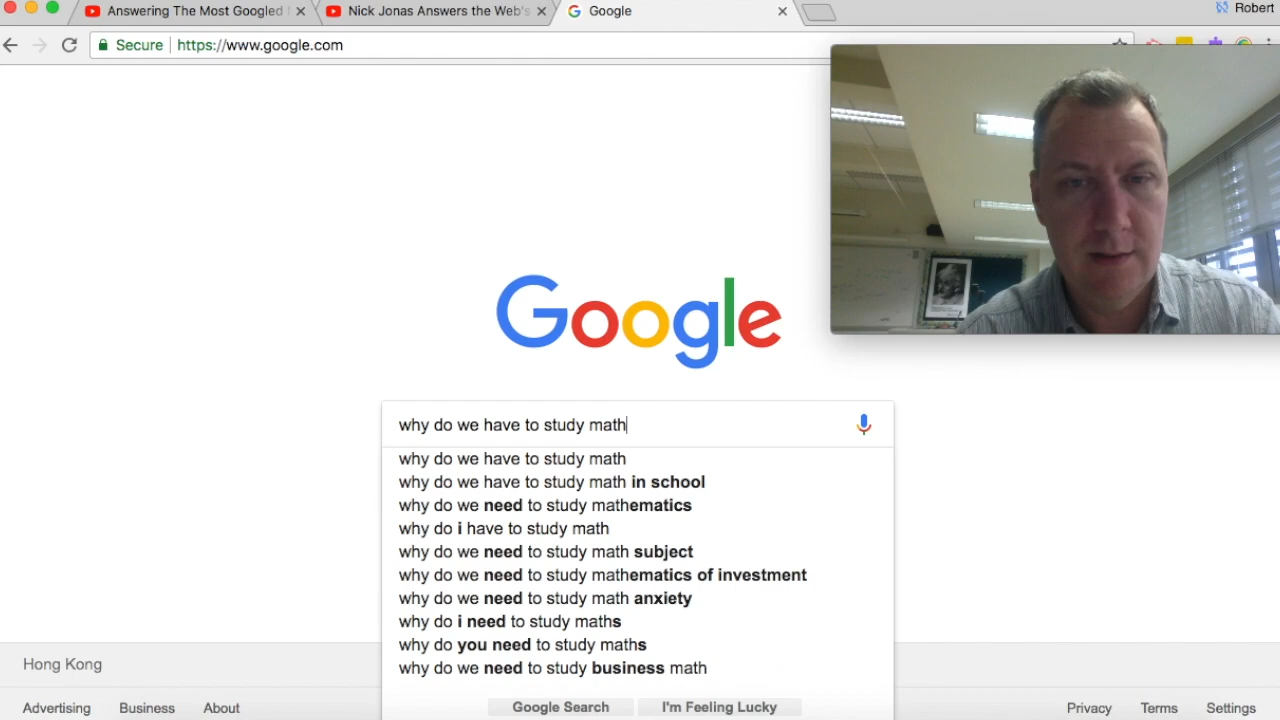 Answering The Most Googled
Nick Jonas Answers the Web's
Google
Robert
Secure
https://www.google.com
Google
why do we have to study math
why do we have to study math
why do we have to study math in school
why do we need to study mathematics
why do i have to study math
why do we need to study math subject
why do we need to study mathematics of investment
why do we need to study math anxiety
why do i need to study maths
why do you need to study maths
why do we need to study business math
Google Search
I'm Feeling Lucky
Hong Kong
Advertising
Business
About
Privacy
Terms
Settings